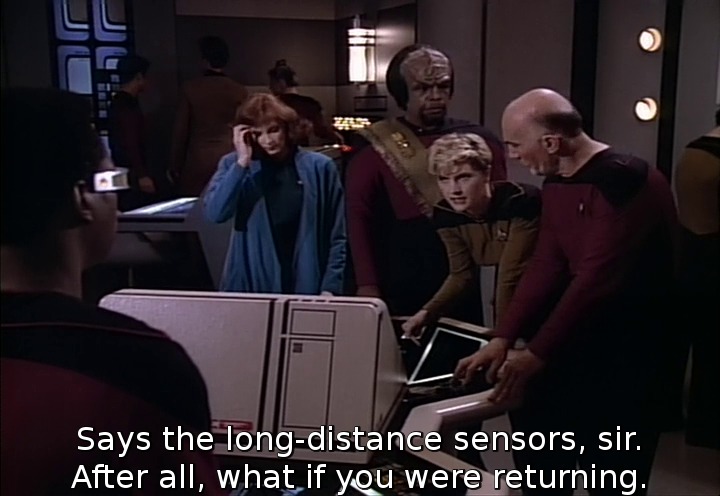 Says the long-distance sensors, sir.
After all, what if you were returning.